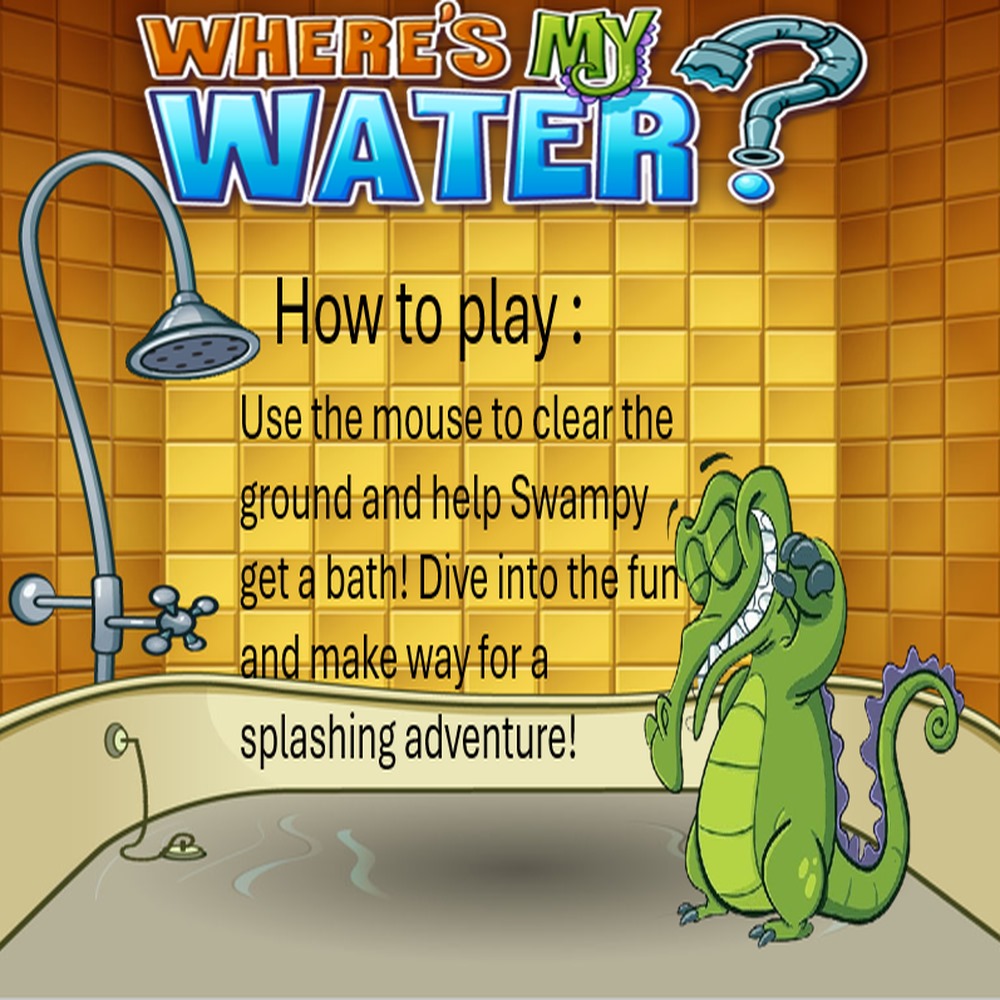 WHERE'S MY
WATER?
How to play :
Use the mouse to clear the
ground and help Swampy
get a bath! Dive into the fun
and make way for a
splashing adventure!